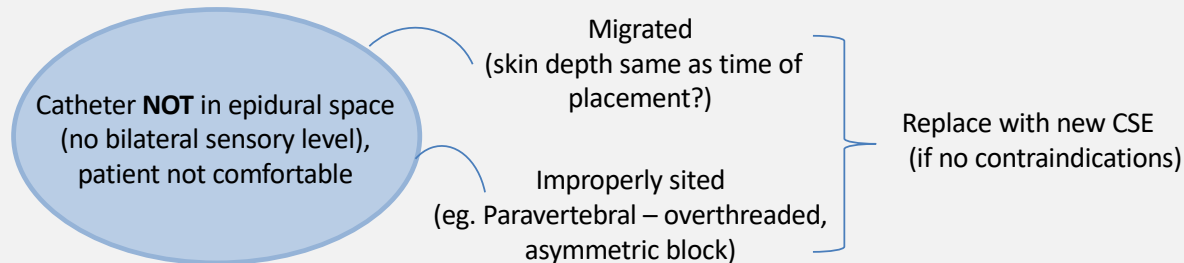 Catheter NOT in epidural space
(no bilateral sensory level),
patient not comfortable
Migrated
(skin depth same as time of
placement?)
Improperly sited
(eg. Paravertebral – overthreaded,
asymmetric block)
Replace with new CSE
(if no contraindications)